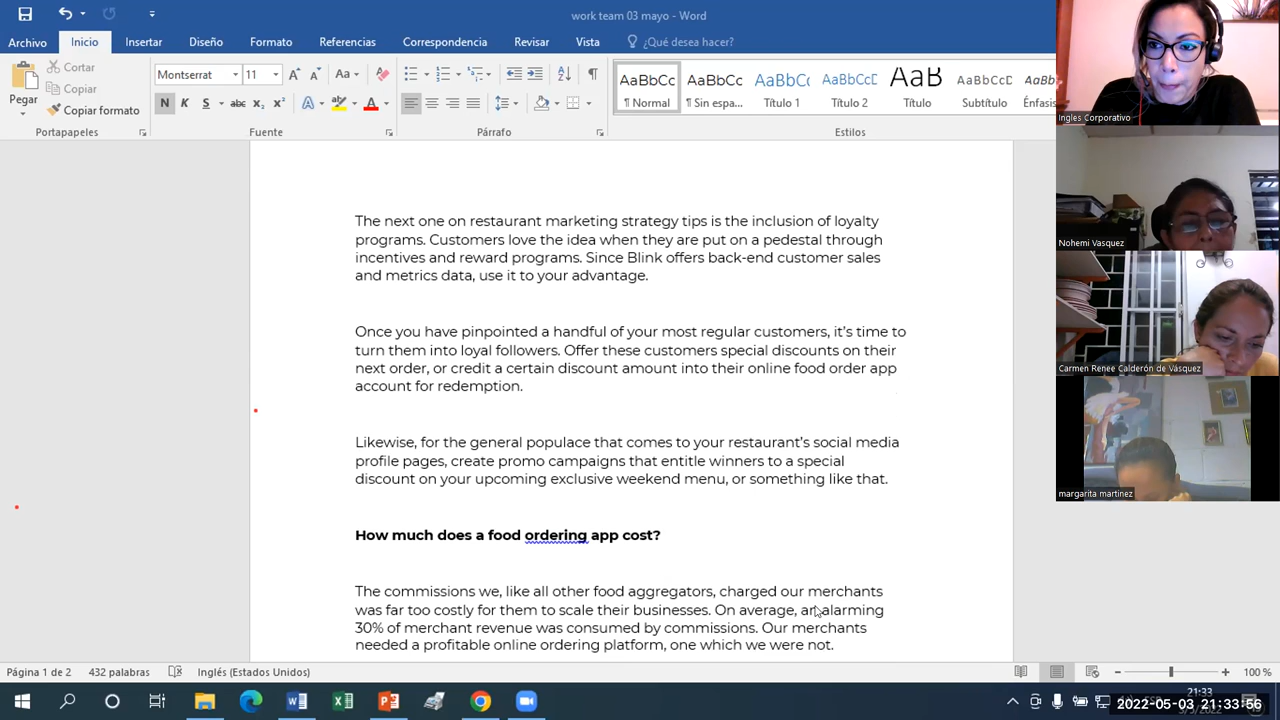 work team 03 mayo - Word
Archivo Inicio Insertar Diseño Formato Referencias Correspondencia Revisar Vista ¿Qué desea hacer?
Pegar
Cortar
Copiar
Copiar formato
Montserrat 11
N K S abc x₂ x²
AaBbCc AaBbCc AaBbCc AaBbCcD AaB AaBbCcD AaBbCc
¶ Normal ¶ Sin espa... Título 1 Título 2 Título Subtítulo Énfasis
Portapapeles Fuente Párrafo Estilos
Ingles Corporativo
Nohemi Vasquez
Carmen Renee Calderón de Vásquez
margarita martinez
The next one on restaurant marketing strategy tips is the inclusion of loyalty
programs. Customers love the idea when they are put on a pedestal through
incentives and reward programs. Since Blink offers back-end customer sales
and metrics data, use it to your advantage.
Once you have pinpointed a handful of your most regular customers, it’s time to
turn them into loyal followers. Offer these customers special discounts on their
next order, or credit a certain discount amount into their online food order app
account for redemption.
Likewise, for the general populace that comes to your restaurant’s social media
profile pages, create promo campaigns that entitle winners to a special
discount on your upcoming exclusive weekend menu, or something like that.
How much does a food ordering app cost?
The commissions we, like all other food aggregators, charged our merchants
was far too costly for them to scale their businesses. On average, an alarming
30% of merchant revenue was consumed by commissions. Our merchants
needed a profitable online ordering platform, one which we were not.
Página 1 de 2 432 palabras Inglés (Estados Unidos) 100 %
21:33
2022-05-03 21:33:56